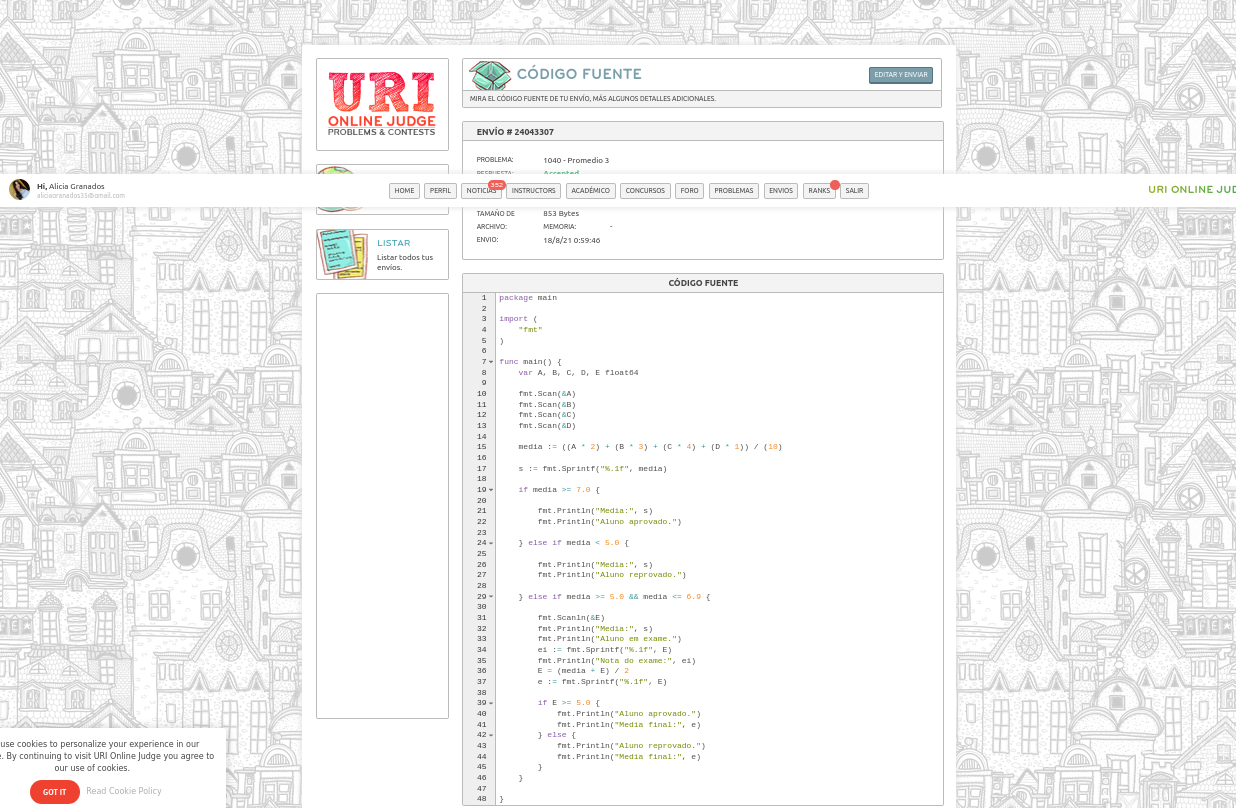 URI
ONLINE JUDGE
PROBLEMS & CONTESTS
CÓDIGO FUENTE
EDITAR Y ENVIAR
MIRA EL CÓDIGO FUENTE DE TU ENVÍO, MÁS ALGUNOS DETALLES ADICIONALES.
ENVÍO # 24043307
PROBLEMA: 1040 - Promedio 3
RESPUESTA: Accepted
Hi, Alicia Granados
aliciagranados33@gmail.com
HOME PERFIL NOTICIAS 352 INSTRUCTORS ACADÉMICO CONCURSOS FORO PROBLEMAS ENVIOS RANKS SALIR
URI ONLINE JUD
TAMAÑO DE 853 Bytes
ARCHIVO: MEMORIA: -
ENVIO: 18/8/21 0:59:46
LISTAR
Listar todos tus
envíos.
CÓDIGO FUENTE
1 package main
2
3 import (
4 "fmt"
5 )
6
7 func main() {
8 var A, B, C, D, E float64
9
10 fmt.Scan(&A)
11 fmt.Scan(&B)
12 fmt.Scan(&C)
13 fmt.Scan(&D)
14
15 media := ((A * 2) + (B * 3) + (C * 4) + (D * 1)) / (10)
16
17 s := fmt.Sprintf("%.1f", media)
18
19 if media >= 7.0 {
20
21 fmt.Println("Media:", s)
22 fmt.Println("Aluno aprovado.")
23
24 } else if media < 5.0 {
25
26 fmt.Println("Media:", s)
27 fmt.Println("Aluno reprovado.")
28
29 } else if media >= 5.0 && media <= 6.9 {
30
31 fmt.Scanln(&E)
32 fmt.Println("Media:", s)
33 fmt.Println("Aluno em exame.")
34 ei := fmt.Sprintf("%.1f", E)
35 fmt.Println("Nota do exame:", ei)
36 E = (media + E) / 2
37 e := fmt.Sprintf("%.1f", E)
38
39 if E >= 5.0 {
40 fmt.Println("Aluno aprovado.")
41 fmt.Println("Media final:", e)
42 } else {
43 fmt.Println("Aluno reprovado.")
44 fmt.Println("Media final:", e)
45 }
46 }
47
48 }
use cookies to personalize your experience in our
. By continuing to visit URI Online Judge you agree to
our use of cookies.
GOT IT Read Cookie Policy